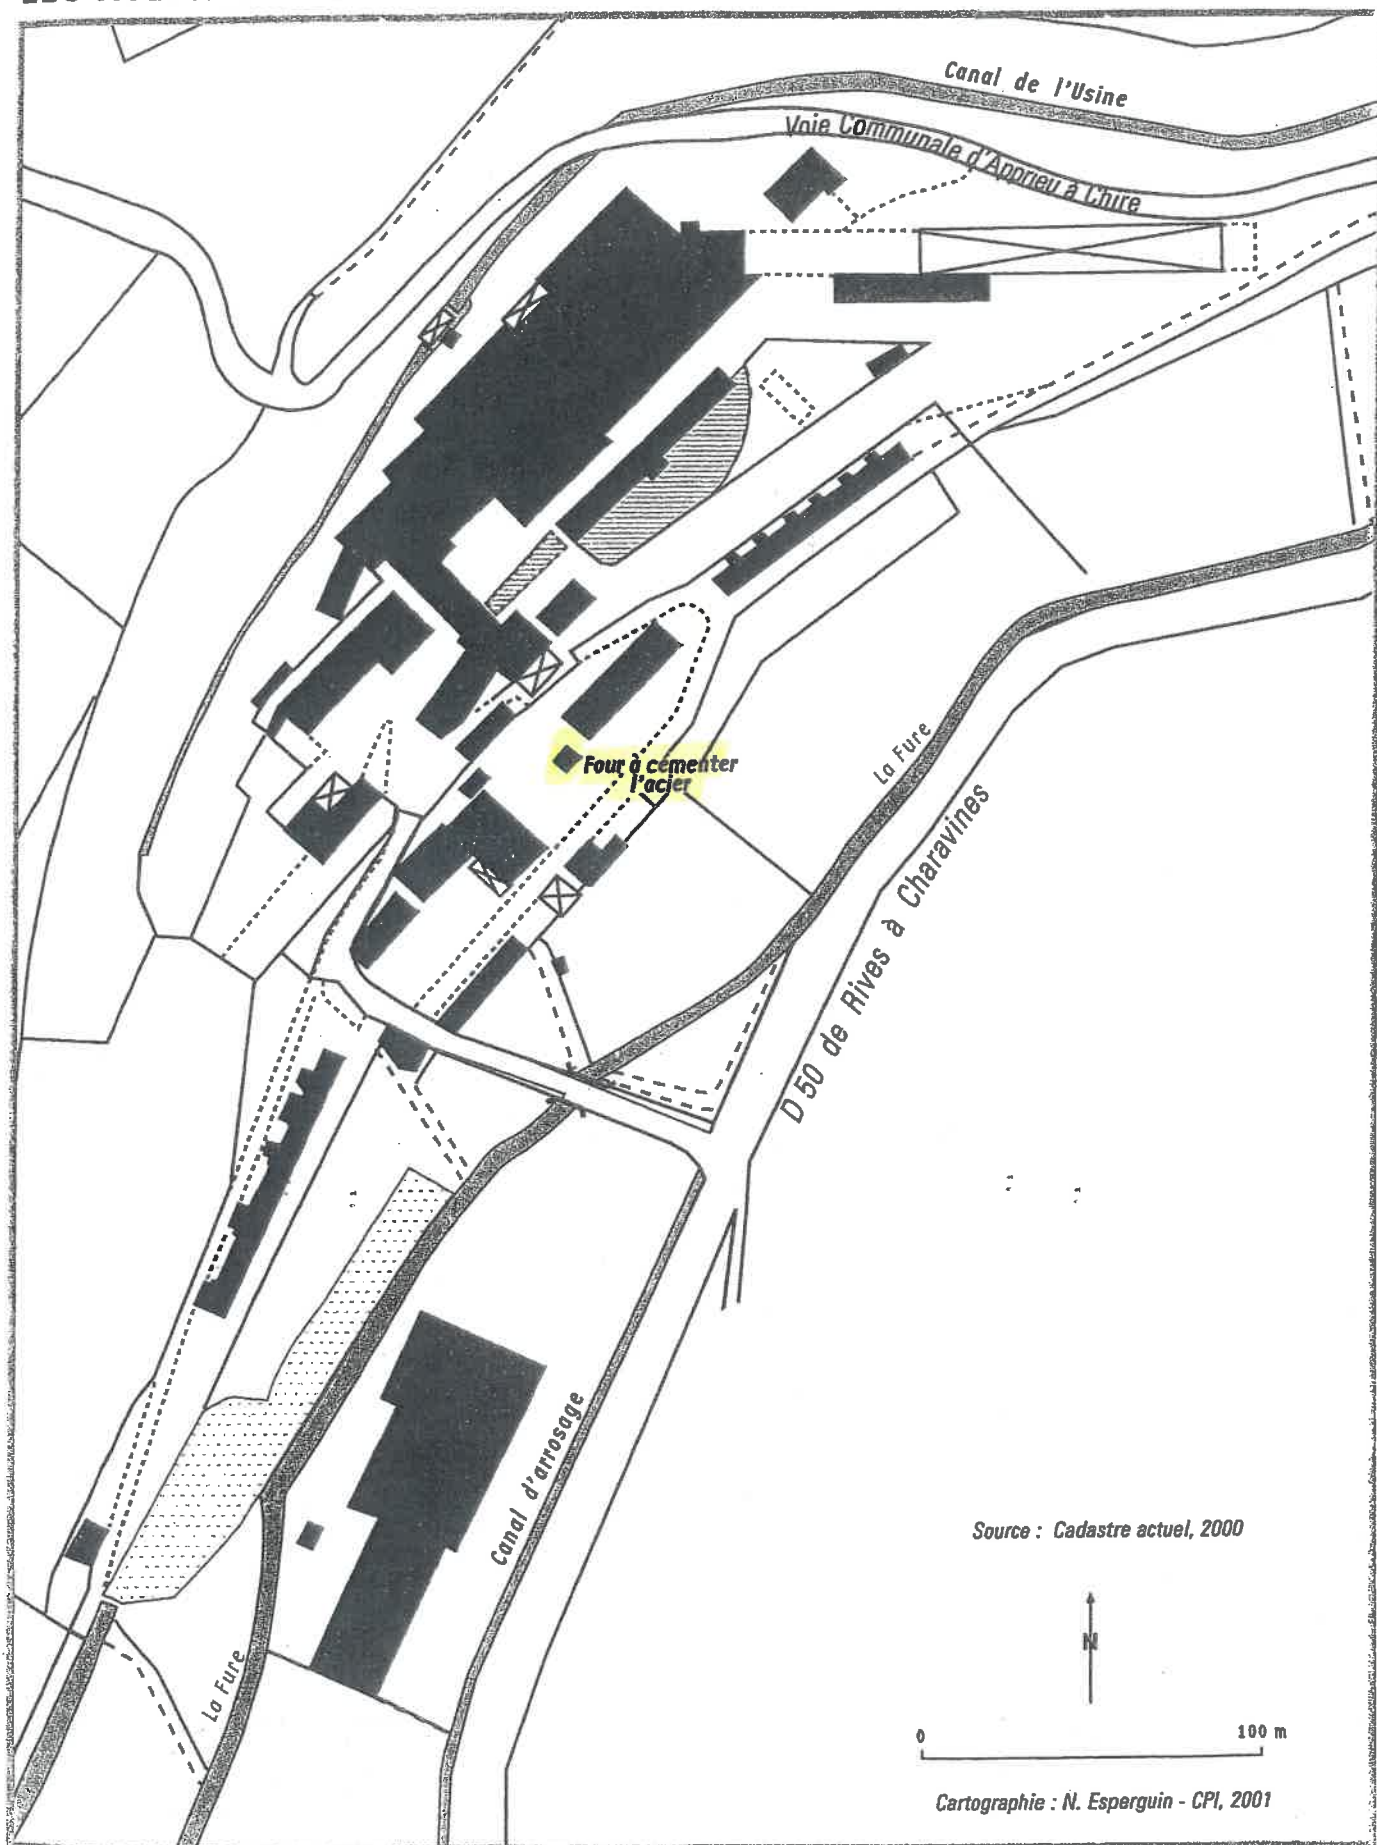 Canal de l'Usine
Voie Communale d'Apprieu à Chire
Four à cémenter
l'acier
La Fure
D 50 de Rives à Charavines
Canal d'arrosage
La Fure
Source : Cadastre actuel, 2000
N
0 100 m
Cartographie : N. Esperguin - CPI, 2001